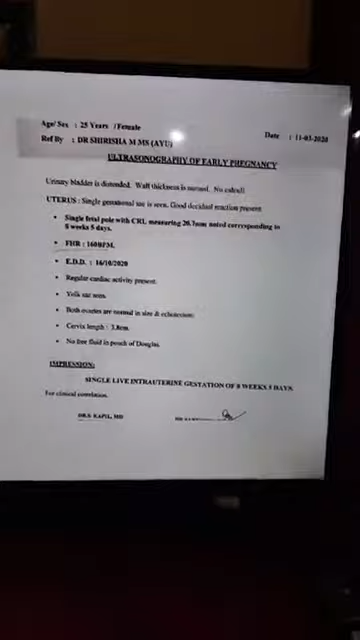 Age/ Sex : 25 Years /Female
Date : 11-03-2020
Ref By : DR SHIRISHA M MS (AYU)
ULTRASONOGRAPHY OF EARLY PREGNANCY
Urinary bladder is distended. Wall thickness is normal. No calculi
UTERUS : Single gestational sac is seen. Good decidual reaction present
• Single fetal pole with CRL measuring 20.7mm noted corresponding to
8 weeks 5 days.
• FHR : 160BPM.
• E.D.D. : 16/10/2020
• Regular cardiac activity present.
• Yolk sac seen.
• Both ovaries are normal in size & echotexture
• Cervix length : 3.8cm.
• No free fluid in pouch of Douglas.
IMPRESSION:
SINGLE LIVE INTRAUTERINE GESTATION OF 8 WEEKS 5 DAYS.
For clinical correlation.
DR.S KAPIL, MD